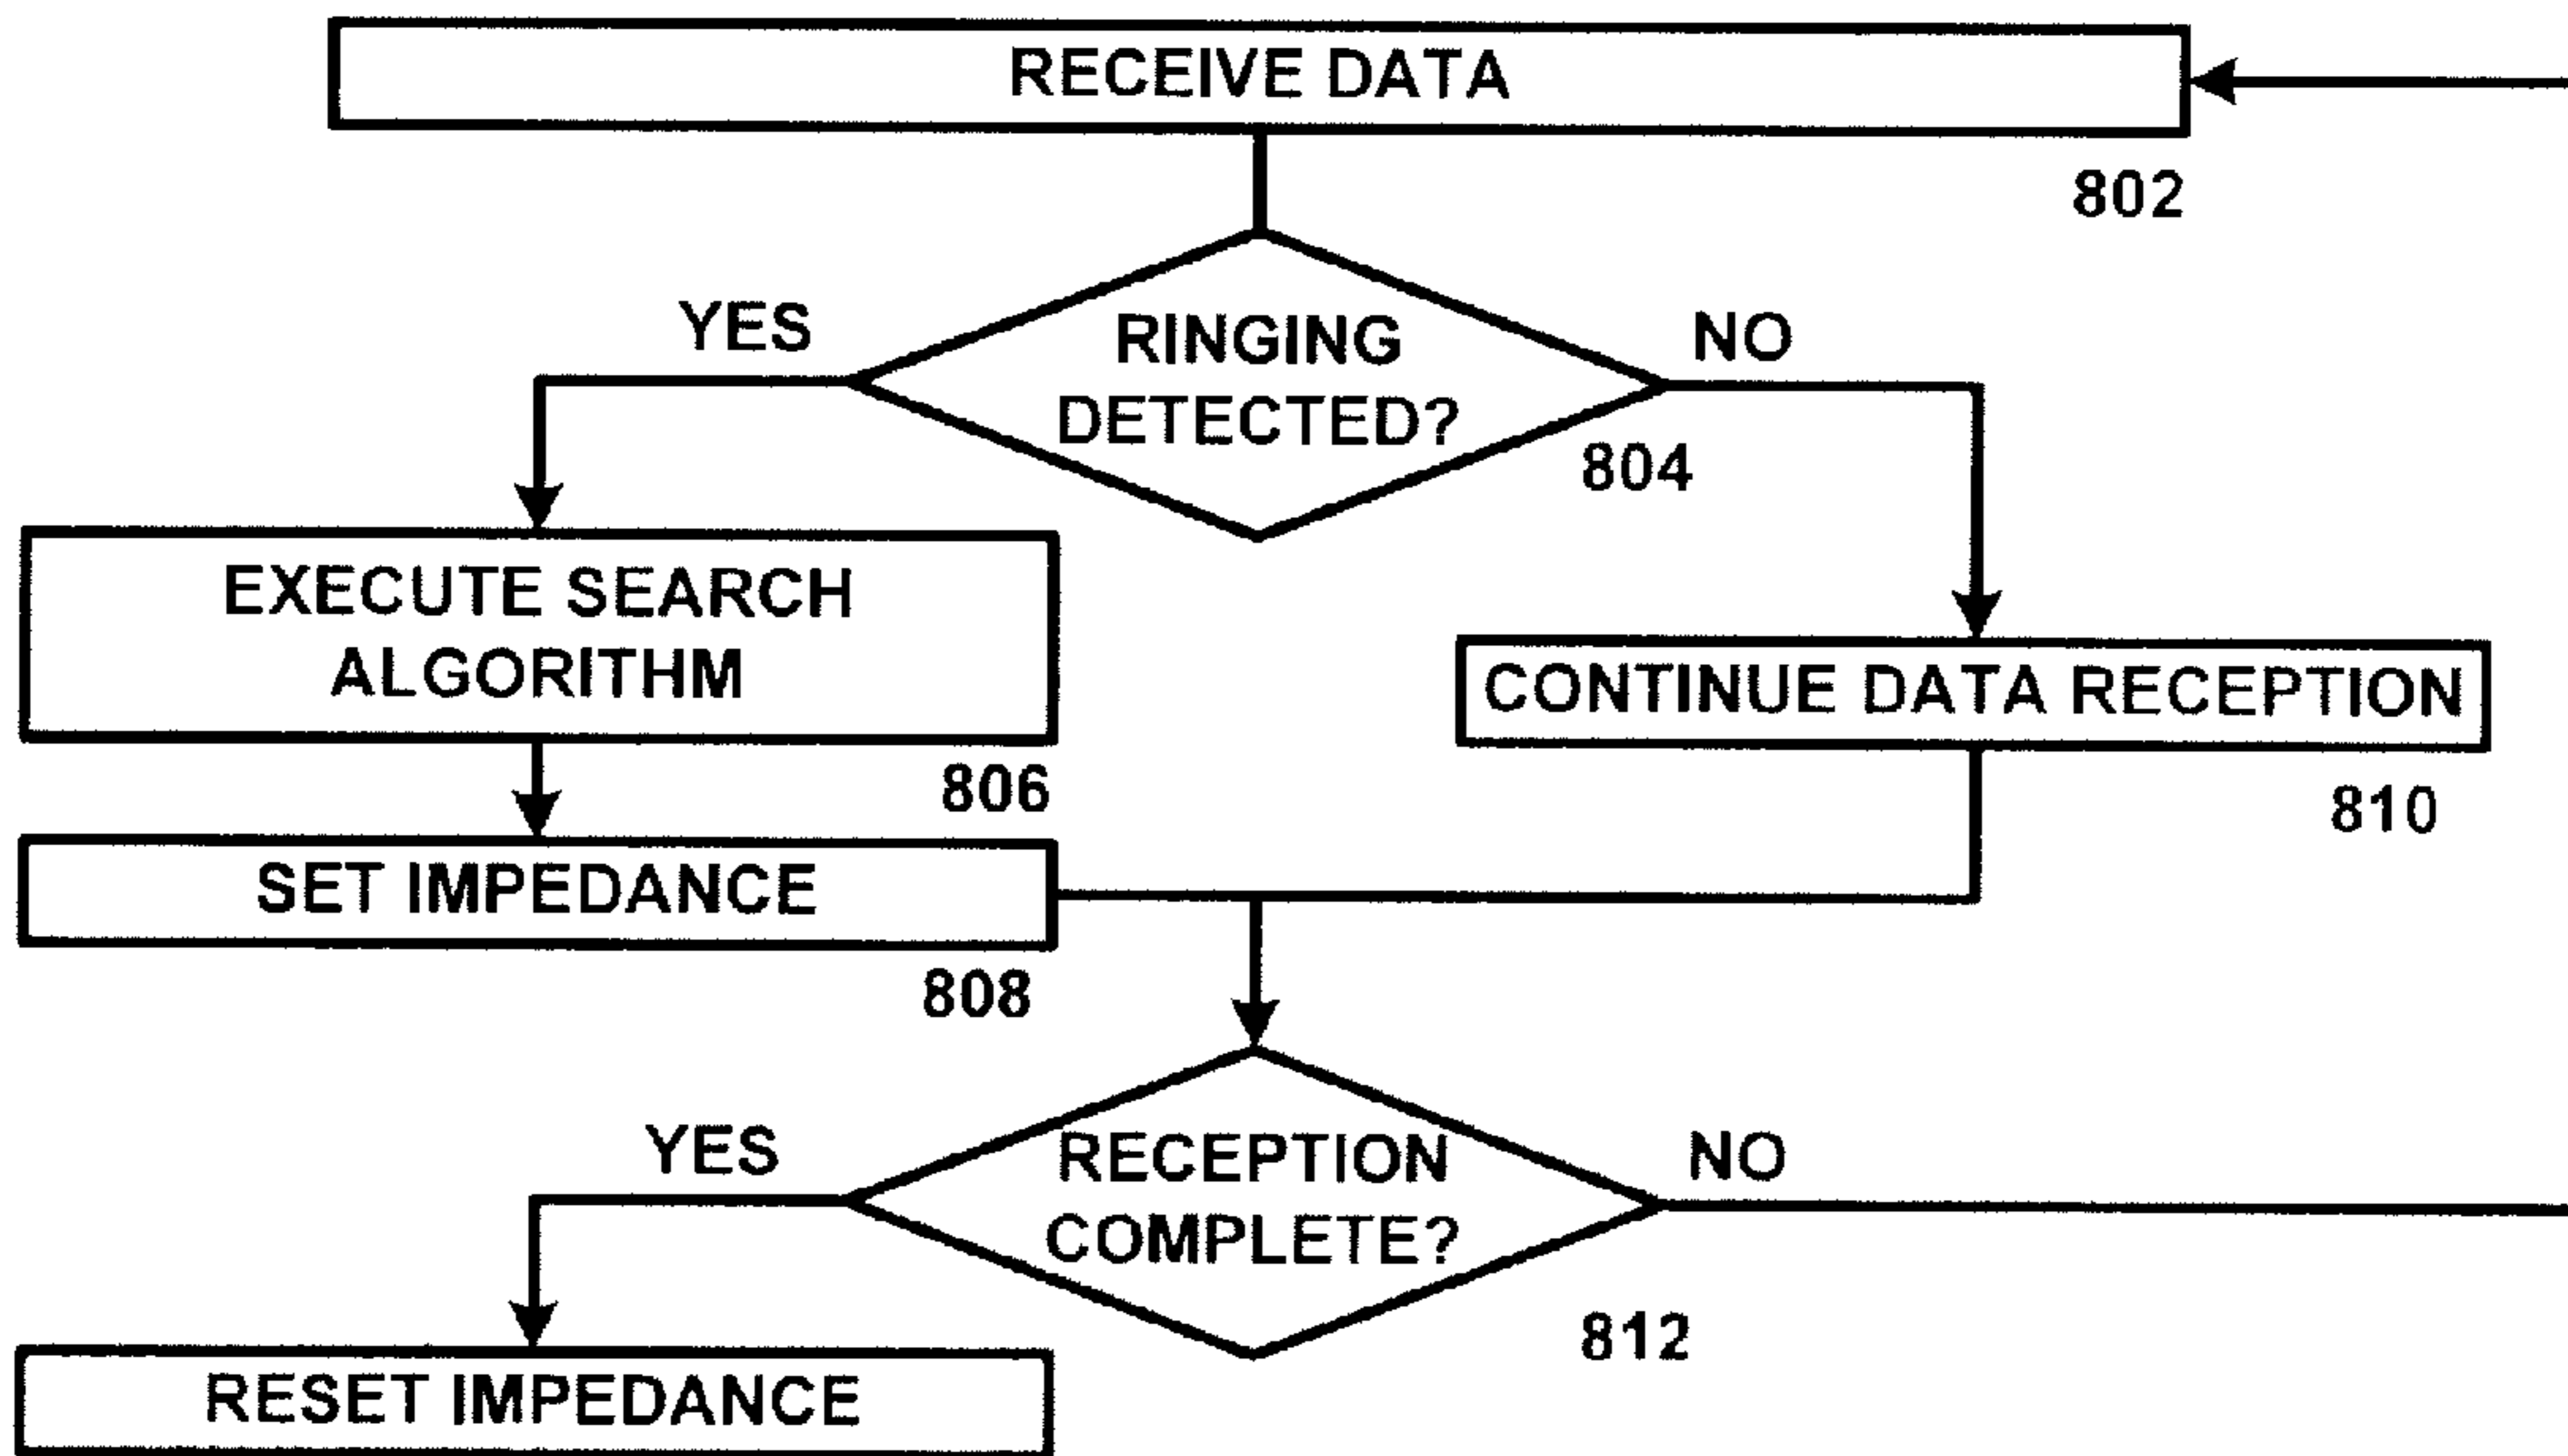 RECEIVE DATA
802
YES
RINGING
DETECTED?
NO
804
EXECUTE SEARCH
ALGORITHM
806
CONTINUE DATA RECEPTION
810
SET IMPEDANCE
808
YES
RECEPTION
COMPLETE?
NO
812
RESET IMPEDANCE